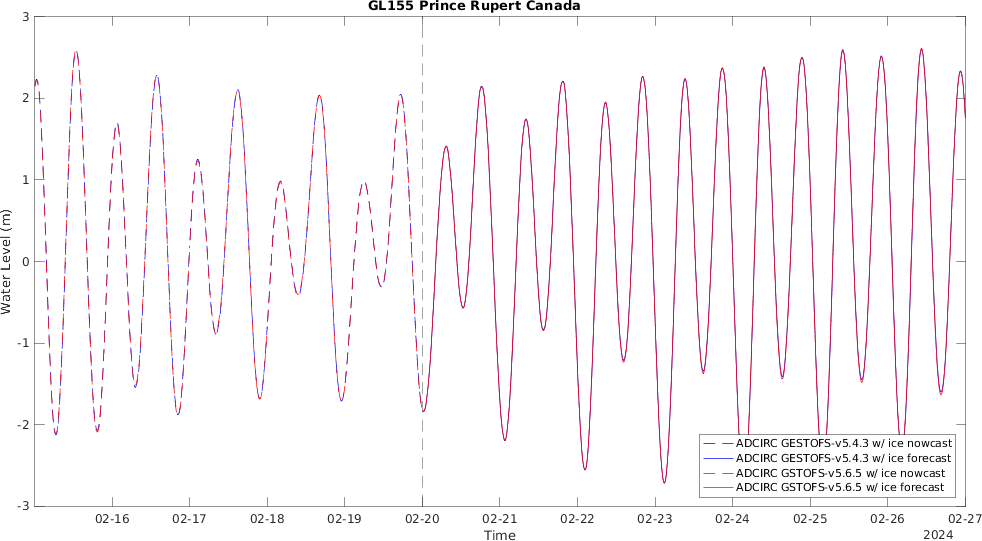 GL155 Prince Rupert Canada
3
2
1
0
-1
-2
-3
Water Level (m)
ADCIRC GESTOFS-v5.4.3 w/ ice nowcast
ADCIRC GESTOFS-v5.4.3 w/ ice forecast
ADCIRC GSTOFS-v5.6.5 w/ ice nowcast
ADCIRC GSTOFS-v5.6.5 w/ ice forecast
02-16 02-17 02-18 02-19 02-20 02-21 02-22 02-23 02-24 02-25 02-26 02-27
Time
2024